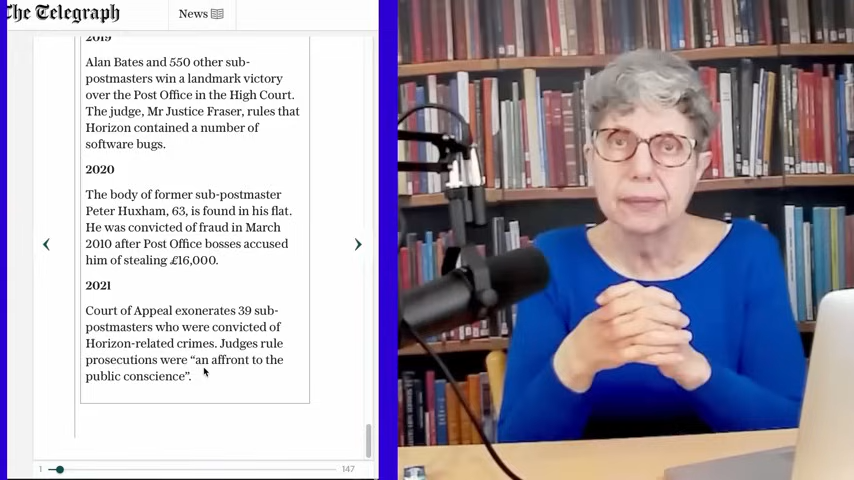 The Telegraph
News
2019
Alan Bates and 550 other sub-
postmasters win a landmark victory
over the Post Office in the High Court.
The judge, Mr Justice Fraser, rules that
Horizon contained a number of
software bugs.
2020
The body of former sub-postmaster
Peter Huxham, 63, is found in his flat.
He was convicted of fraud in March
2010 after Post Office bosses accused
him of stealing £16,000.
2021
Court of Appeal exonerates 39 sub-
postmasters who were convicted of
Horizon-related crimes. Judges rule
prosecutions were “an affront to the
public conscience”.
1
147